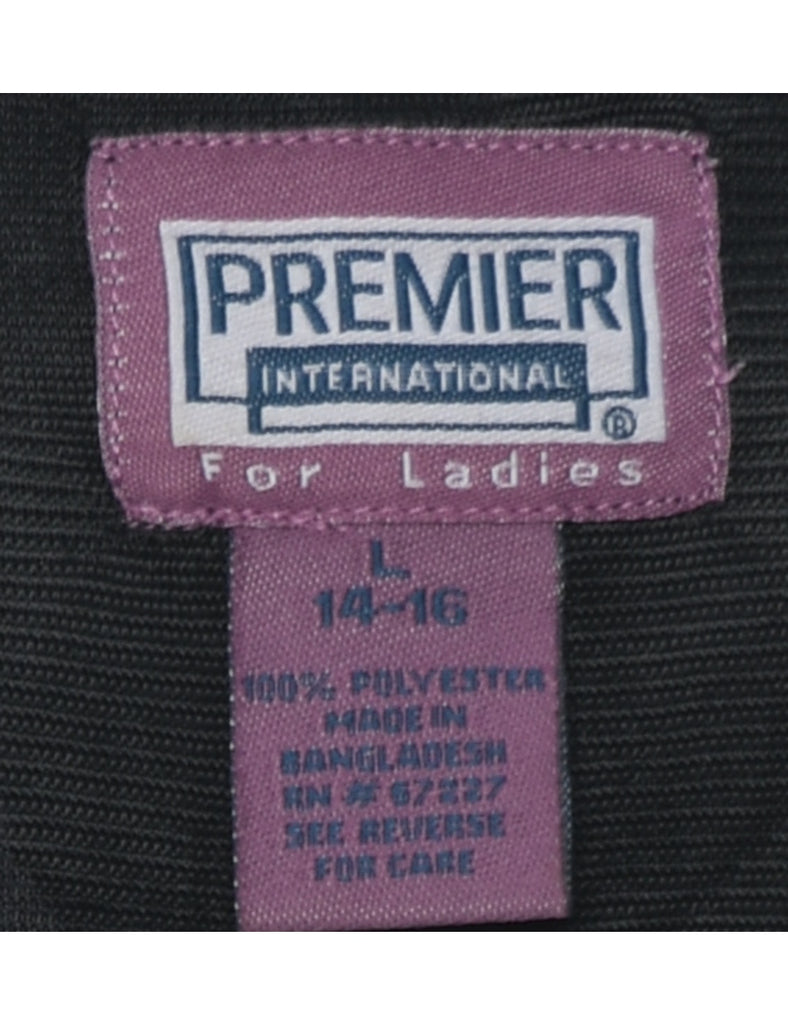 PREMIER
INTERNATIONAL
®
For Ladies
L
14-16
100% POLYESTER
MADE IN
BANGLADESH
RN # 67227
SEE REVERSE
FOR CARE